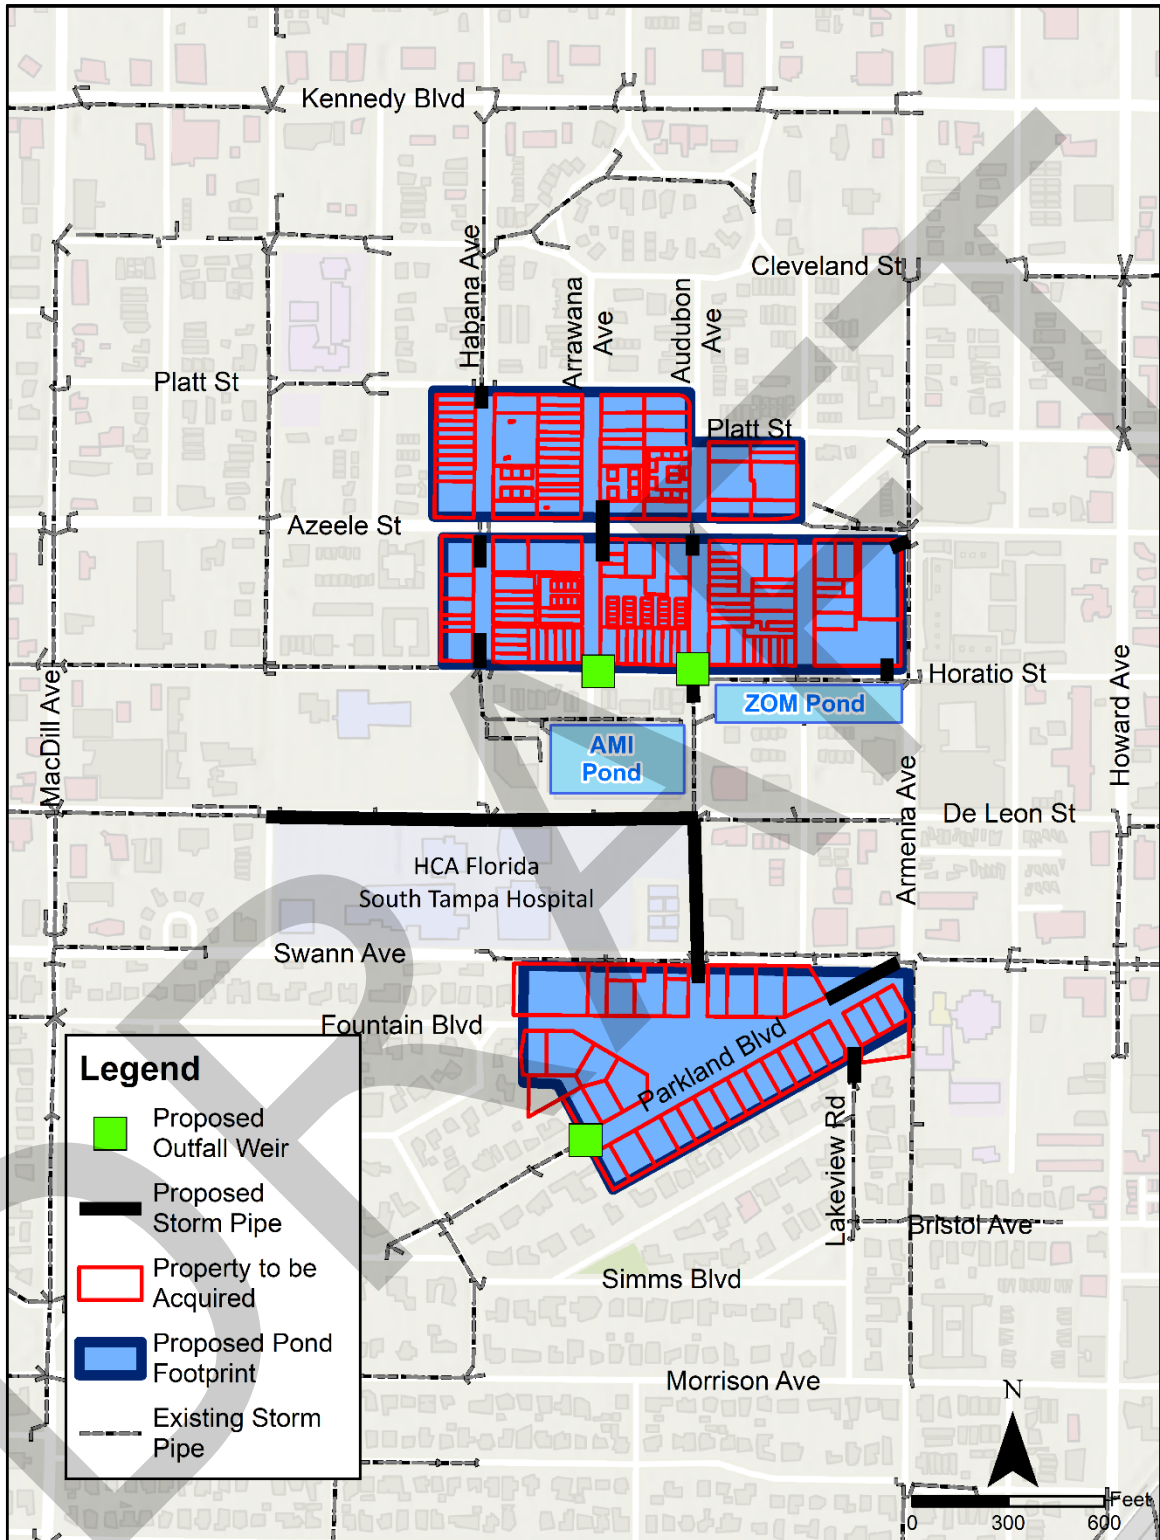 Kennedy Blvd
Cleveland St
Habana Ave
Arrawana
Ave
Audubon
Ave
Platt St
Platt St
Azeele St
Horatio St
ZOM Pond
AMI
Pond
MacDill Ave
Howard Ave
Armenia Ave
De Leon St
HCA Florida
South Tampa Hospital
Swann Ave
Fountain Blvd
Parkland Blvd
Lakeview Rd
Bristol Ave
Simms Blvd
Morrison Ave
Legend
Proposed
Outfall Weir
Proposed
Storm Pipe
Property to be
Acquired
Proposed Pond
Footprint
Existing Storm
Pipe
N
Feet
0 300 600
DRAFT